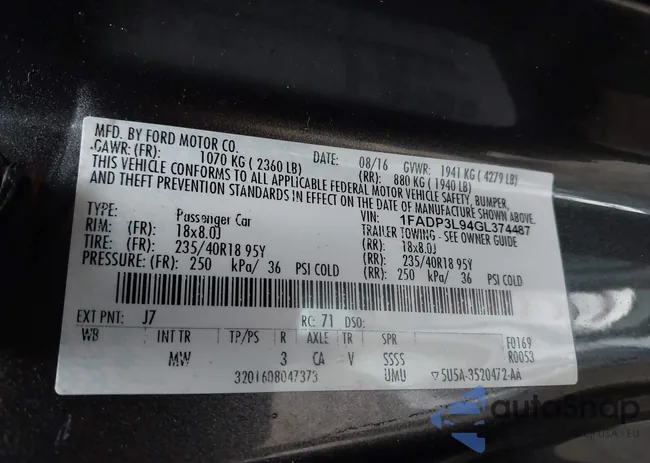 MFD. BY FORD MOTOR CO. DATE: 08/16 GVWR: 1941 KG ( 4279 LB)
GAWR: (FR): 1070 KG ( 2360 LB) (RR): 880 KG ( 1940 LB)
THIS VEHICLE CONFORMS TO ALL APPLICABLE FEDERAL MOTOR VEHICLE SAFETY, BUMPER,
AND THEFT PREVENTION STANDARDS IN EFFECT ON THE DATE OF MANUFACTURE SHOWN ABOVE.
VIN: 1FADP3L94GL374487
TYPE: Passenger Car TRAILER TOWING - SEE OWNER GUIDE
RIM: (FR): 18x8.0J (RR): 18x8.0J
TIRE: (FR): 235/40R18 95Y (RR): 235/40R18 95Y
PRESSURE: (FR): 250 kPa/ 36 PSI COLD (RR): 250 kPa/ 36 PSI COLD
EXT PNT: J7 RC: 71 DSO:
WB INT TR TP/PS R AXLE TR SPR F0169
MW 3 CA V SSSS R0053
3201608047373 UMU ▽5U5A-3520472-AA
autoSnap